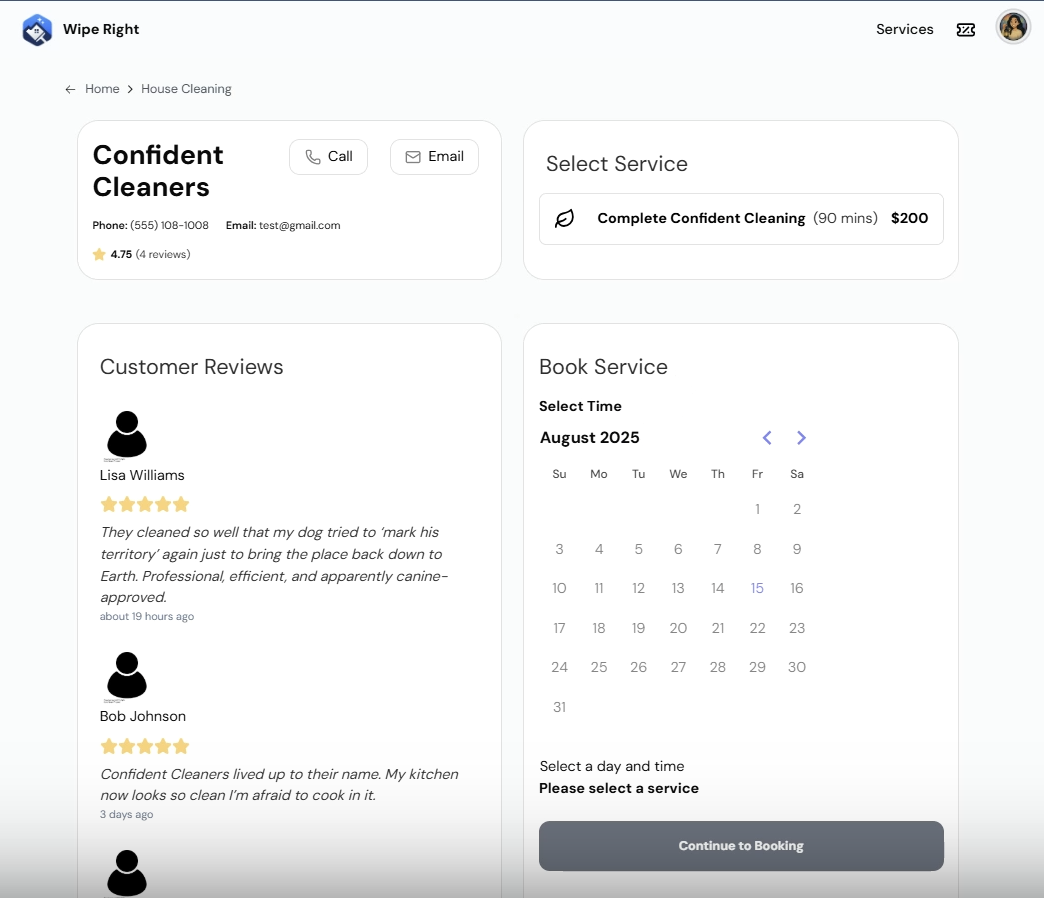 Wipe Right
Services
Home
House Cleaning
Confident
Cleaners
Call
Email
Phone: (555) 108-1008
Email: test@gmail.com
4.75 (4 reviews)
Select Service
Complete Confident Cleaning (90 mins) $200
Customer Reviews
Lisa Williams
They cleaned so well that my dog tried to ‘mark his
territory’ again just to bring the place back down to
Earth. Professional, efficient, and apparently canine-
approved.
about 19 hours ago
Bob Johnson
Confident Cleaners lived up to their name. My kitchen
now looks so clean I’m afraid to cook in it.
3 days ago
Book Service
Select Time
August 2025
Su Mo Tu We Th Fr Sa
1 2
3 4 5 6 7 8 9
10 11 12 13 14 15 16
17 18 19 20 21 22 23
24 25 26 27 28 29 30
31
Select a day and time
Please select a service
Continue to Booking